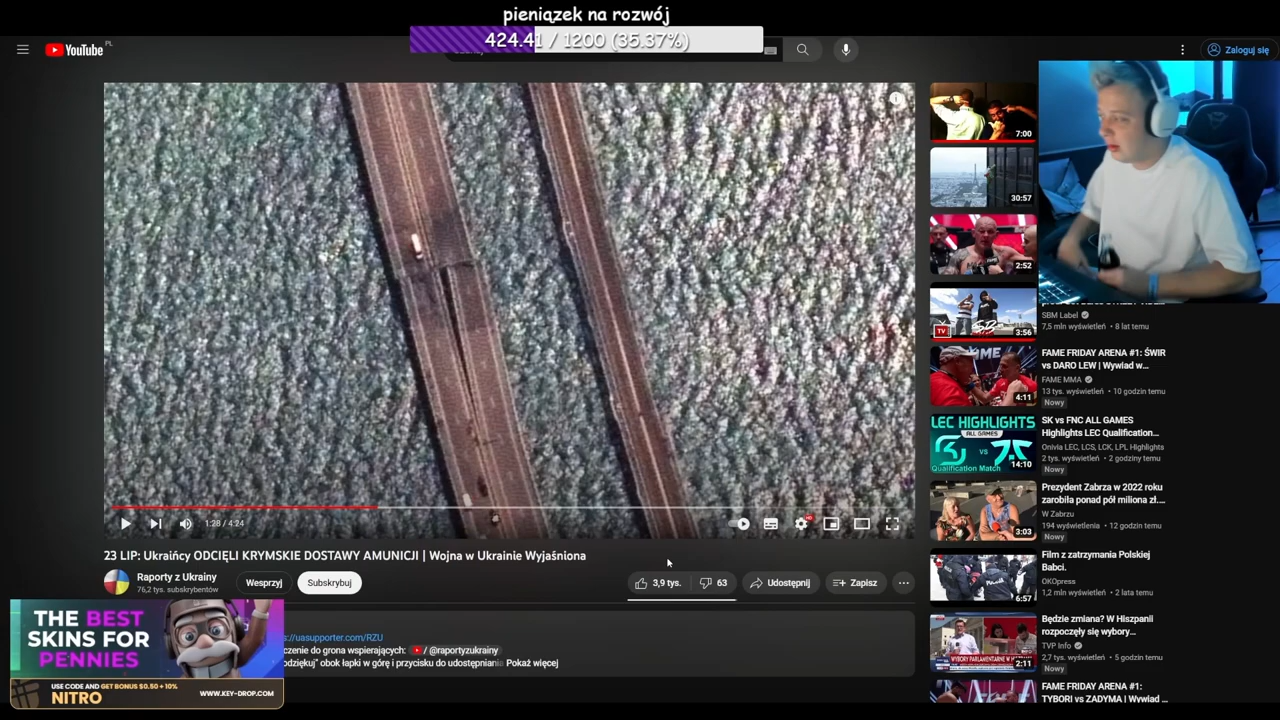 pieniązek na rozwój
424.41 / 1200 (35.37%)
YouTube PL
Zaloguj się
7:00
30:57
2:52
3:56
SBM Label
7,5 mln wyświetleń • 8 lat temu
4:11
FAME FRIDAY ARENA #1: ŚWIR
vs DARO LEW | Wywiad w...
FAME MMA
13 tys. wyświetleń • 10 godzin temu
Nowy
LEC HIGHLIGHTS
ALL GAMES
VS
Qualification Match
14:10
SK vs FNC ALL GAMES
Highlights LEC Qualification...
Onivia LEC, LCS, LCK, LPL Highlights
2 tys. wyświetleń • 2 godziny temu
Nowy
3:03
Prezydent Zabrza w 2022 roku
zarobiła ponad pół miliona zł....
W Zabrzu
194 wyświetlenia • 12 godzin temu
Nowy
6:57
Film z zatrzymania Polskiej
Babci.
OKOpress
1,2 mln wyświetleń • 2 lata temu
2:11
Będzie zmiana? W Hiszpanii
rozpoczęły się wybory...
TVP Info
2,7 tys. wyświetleń • 5 godzin temu
Nowy
FAME FRIDAY ARENA #1:
TYBORI vs ZADYMA | Wywiad ...
1:28 / 4:24
23 LIP: Ukraińcy ODCIĘLI KRYMSKIE DOSTAWY AMUNICJI | Wojna w Ukrainie Wyjaśniona
Raporty z Ukrainy
76,2 tys. subskrybentów
Wesprzyj
Subskrybuj
3,9 tys.
63
Udostępnij
Zapisz
s://uasupporter.com/RZU
czenie do grona wspierających: / @raportyzukrainy
odziękuj" obok łapki w górę i przycisku do udostępniania Pokaż więcej
THE BEST
SKINS FOR
PENNIES
USE CODE AND GET BONUS $0.50 + 10%
NITRO
WWW.KEY-DROP.COM